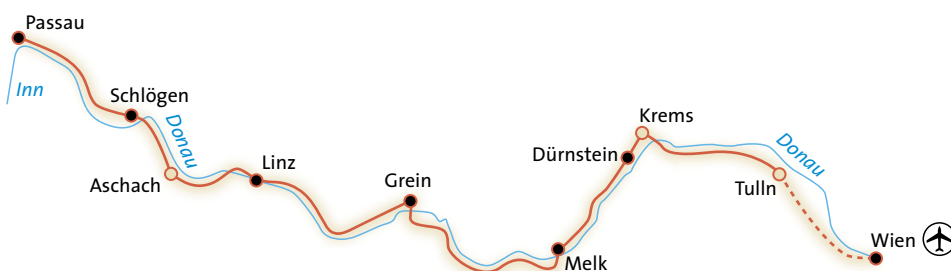 Passau
Inn
Schlögen
Donau
Aschach
Linz
Grein
Melk
Dürnstein
Krems
Donau
Tulln
Wien